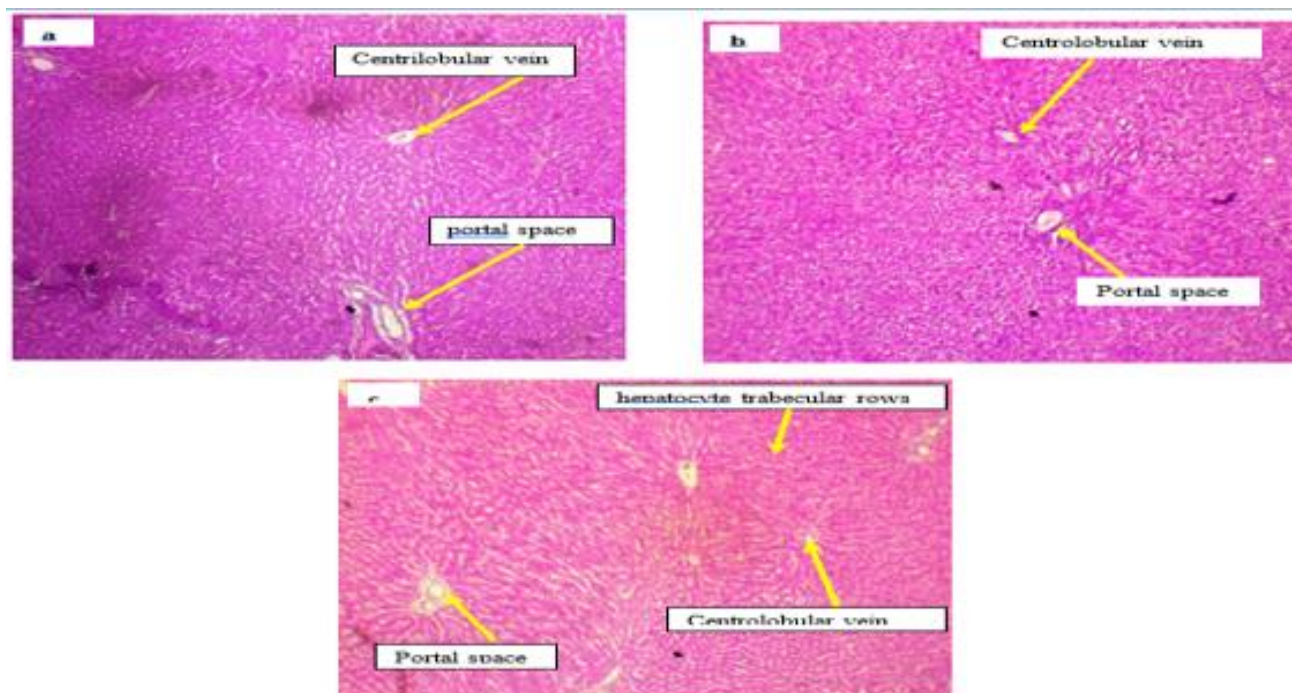 a
Centrilobular vein
portal space
b
Centrolobular vein
Portal space
c
hepatocyte trabecular rows
Centrolobular vein
Portal space